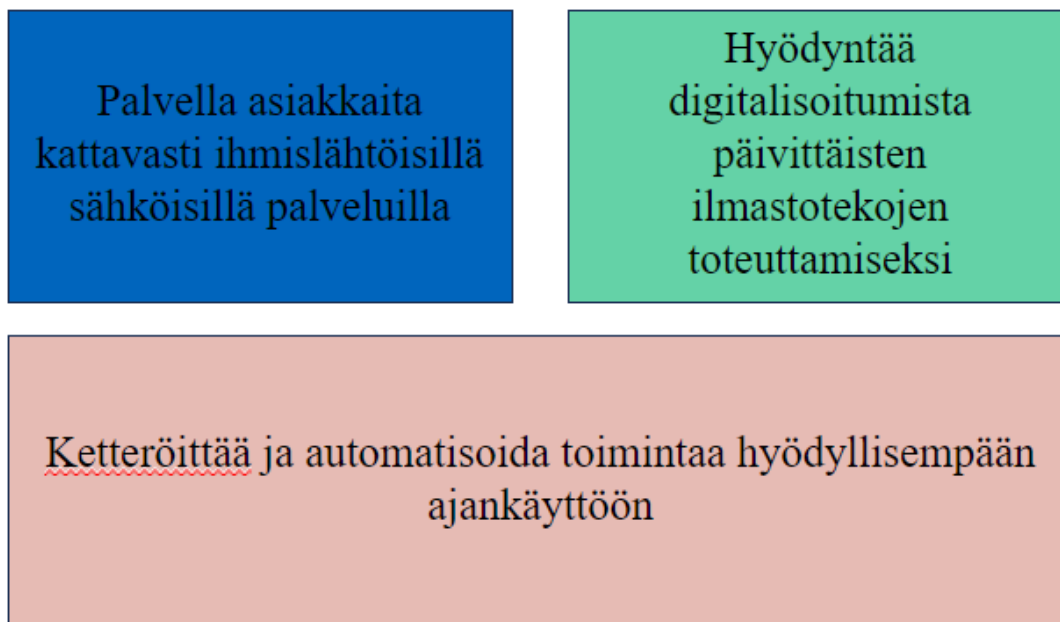 Palvella asiakkaita
kattavasti ihmislähtöisillä
sähköisillä palveluilla
Hyödyntää
digitalisoitumista
päivittäisten
ilmastotekojen
toteuttamiseksi
Ketteröittää ja automatisoida toimintaa hyödyllisempään
ajankäyttöön